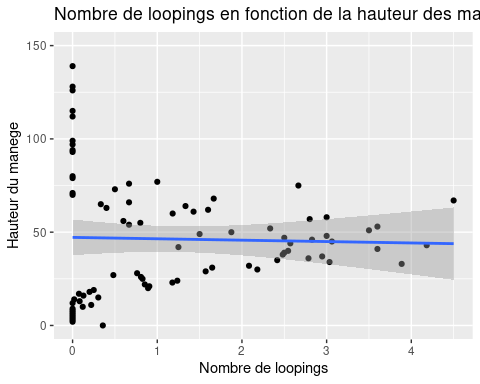 Nombre de loopings en fonction de la hauteur des ma
150
100
50
0
Hauteur du manege
0 1 2 3 4
Nombre de loopings